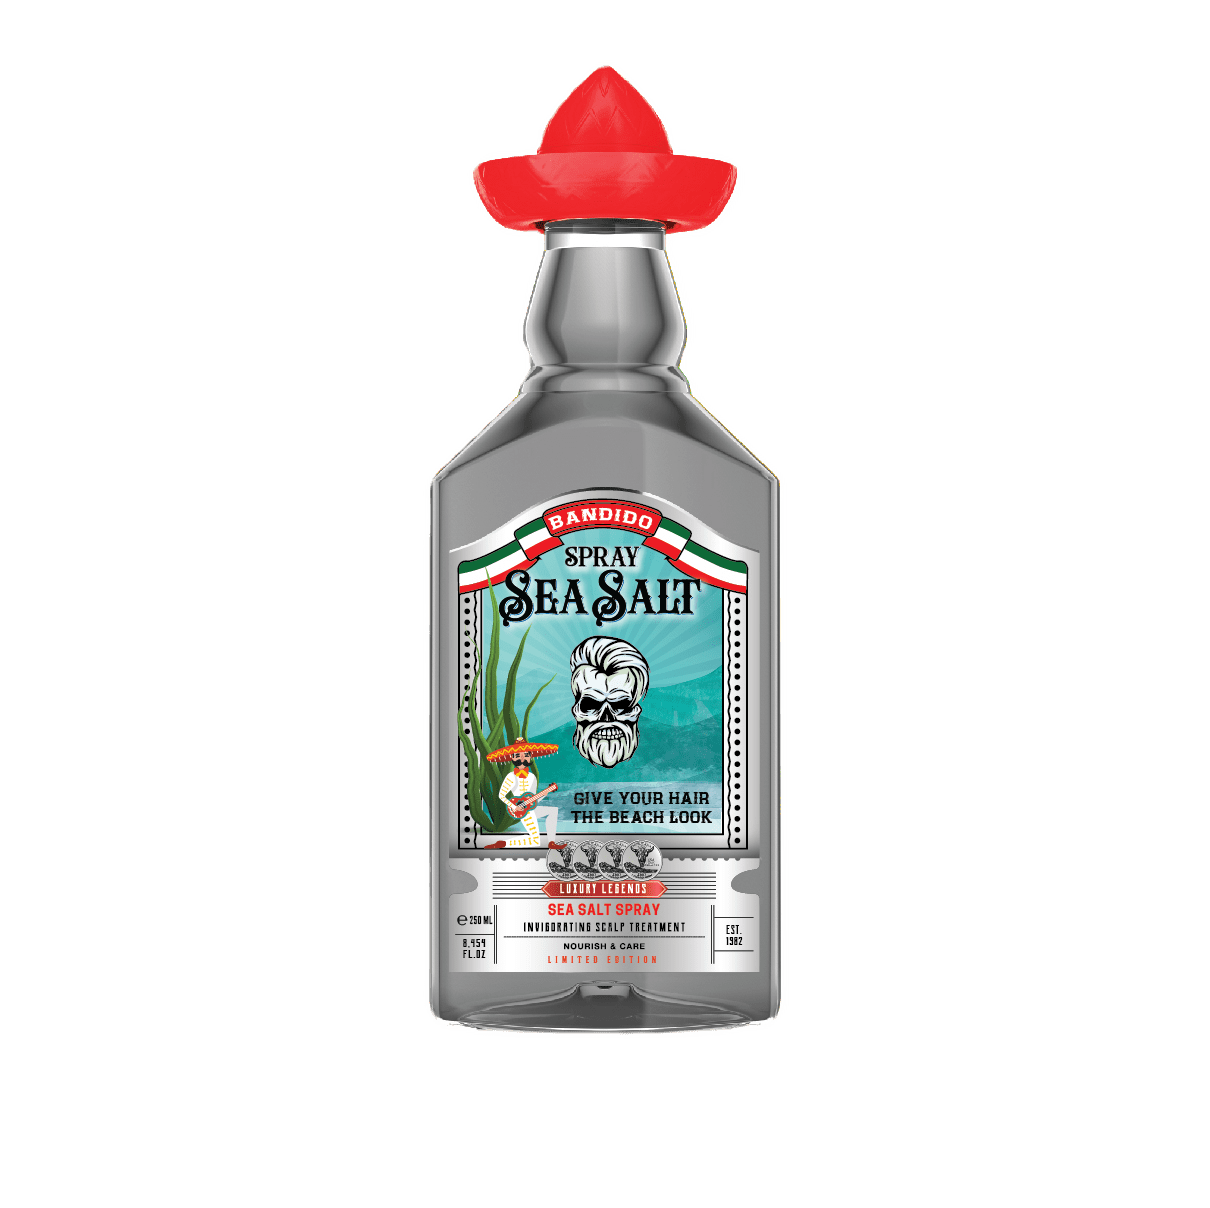 BANDIDO
SPRAY
SEA SALT
GIVE YOUR HAIR
THE BEACH LOOK
LUXURY LEGENDS
SEA SALT SPRAY
INVIGORATING SCALP TREATMENT
NOURISH & CARE
LIMITED EDITION
℮ 250 ML
8,454
FL.OZ
EST.
1982